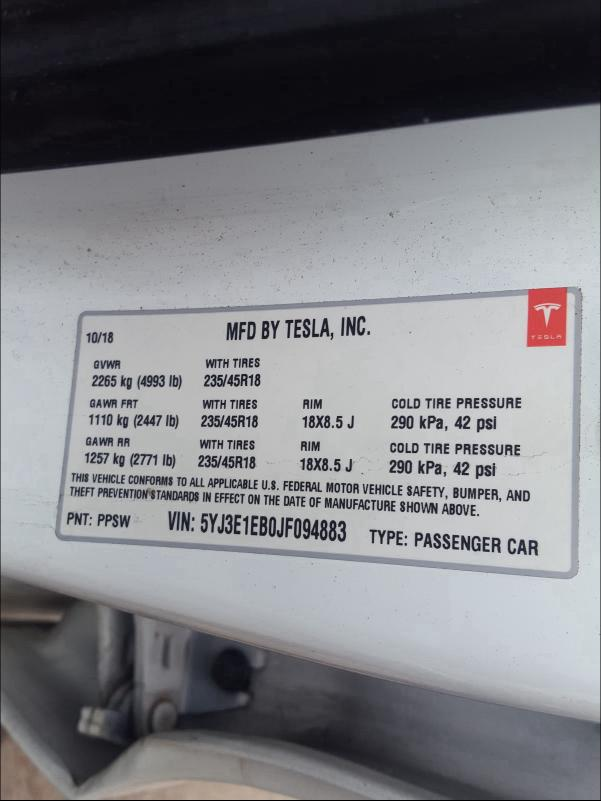 TESLA
10/18 MFD BY TESLA, INC.
GVWR WITH TIRES
2265 kg (4993 lb) 235/45R18
GAWR FRT WITH TIRES RIM COLD TIRE PRESSURE
1110 kg (2447 lb) 235/45R18 18X8.5 J 290 kPa, 42 psi
GAWR RR WITH TIRES RIM COLD TIRE PRESSURE
1257 kg (2771 lb) 235/45R18 18X8.5 J 290 kPa, 42 psi
THIS VEHICLE CONFORMS TO ALL APPLICABLE U.S. FEDERAL MOTOR VEHICLE SAFETY, BUMPER, AND
THEFT PREVENTION STANDARDS IN EFFECT ON THE DATE OF MANUFACTURE SHOWN ABOVE.
PNT: PPSW VIN: 5YJ3E1EB0JF094883 TYPE: PASSENGER CAR